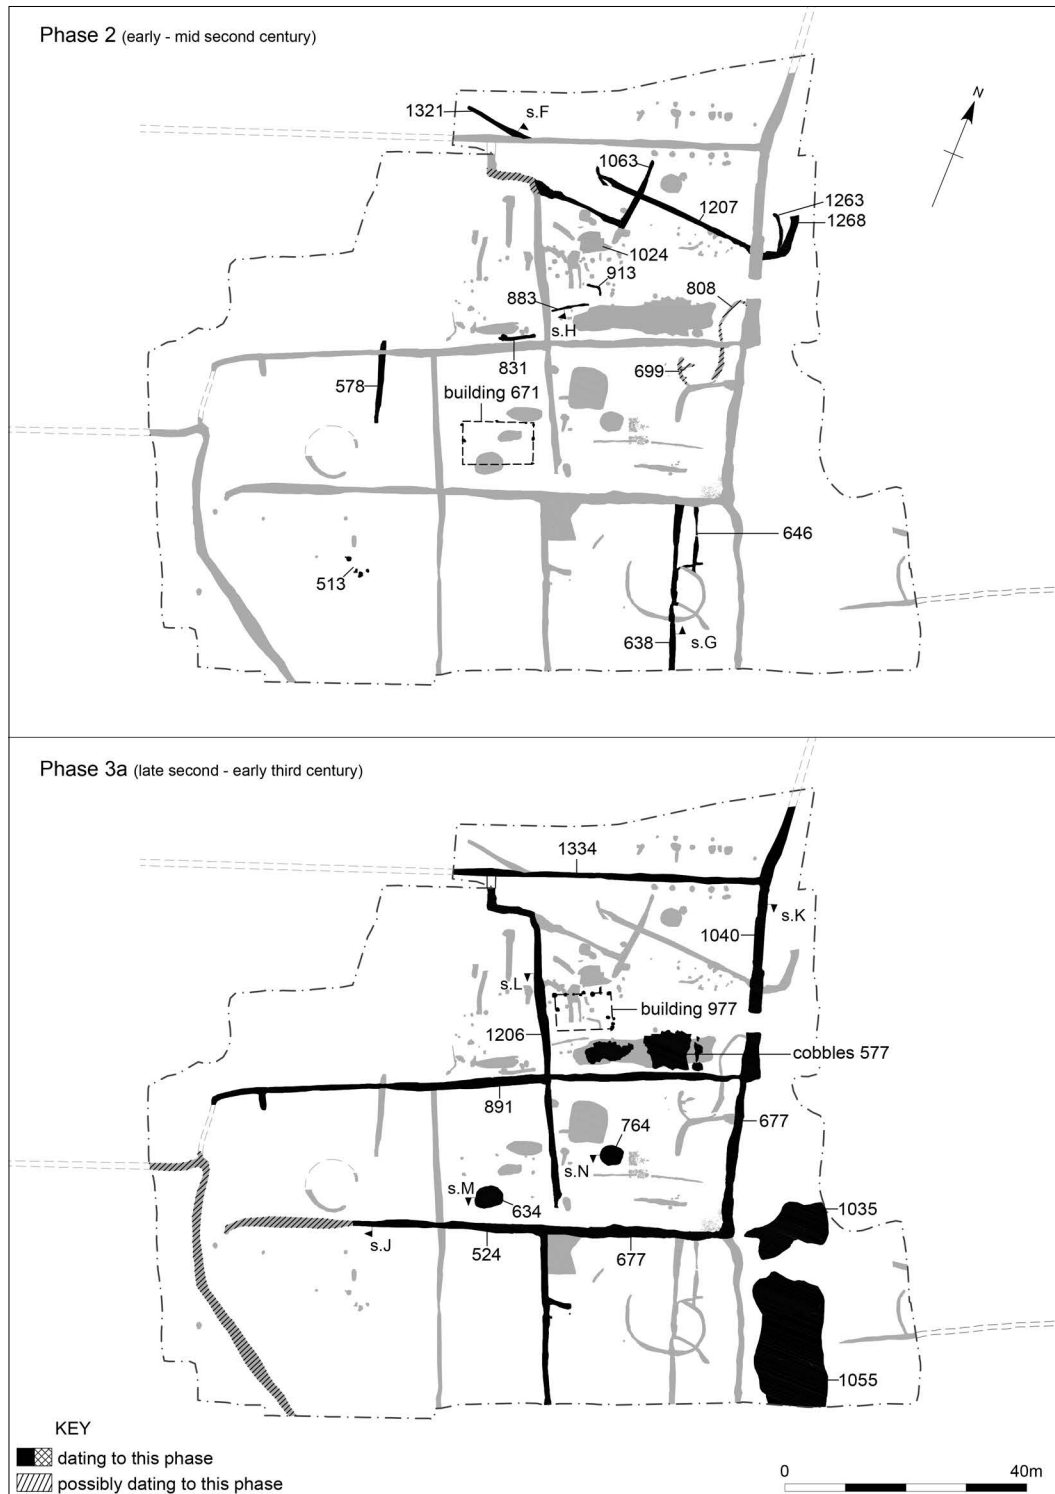 Phase 2 (early - mid second century)
N
1321
s.F
1063
1263
1207
1268
1024
913
808
883
s.H
831
699
578
building 671
646
513
638
s.G
Phase 3a (late second - early third century)
1334
s.K
1040
s.L
building 977
1206
cobbles 577
891
764
677
s.N
s.M
634
1035
s.J
524
677
1055
KEY
dating to this phase
possibly dating to this phase
0 40m